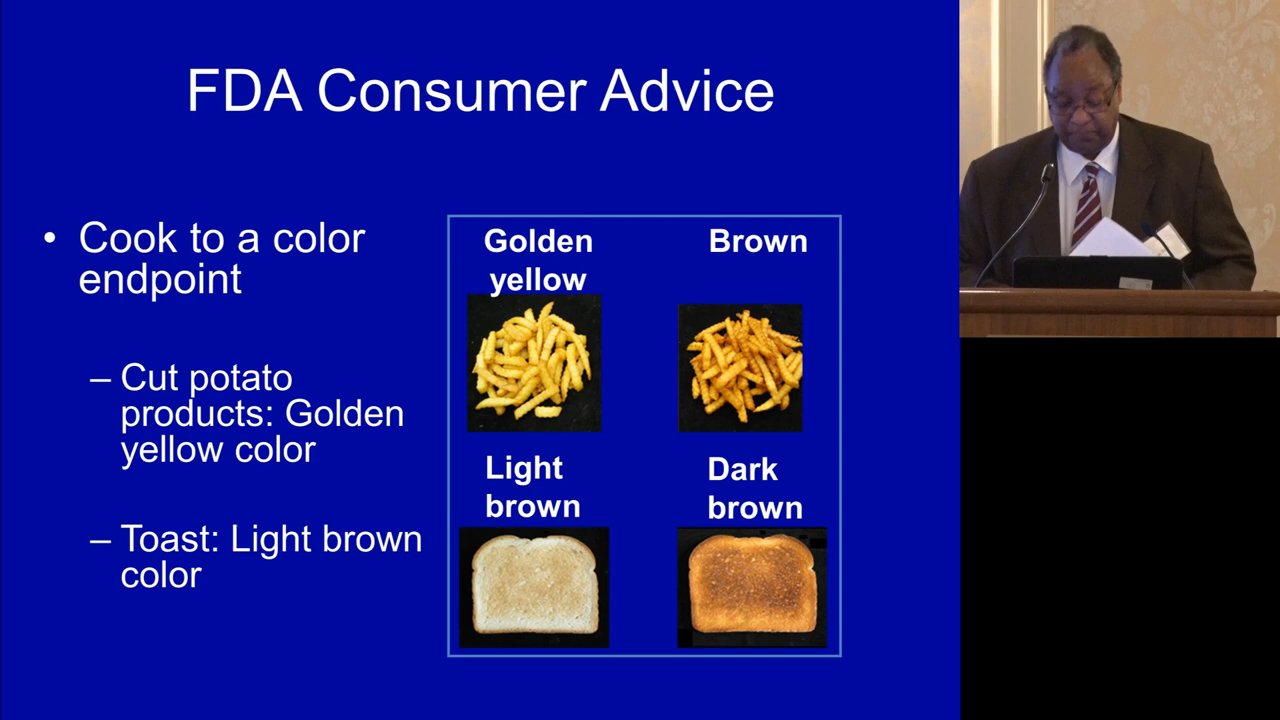 FDA Consumer Advice
• Cook to a color
endpoint
– Cut potato
products: Golden
yellow color
– Toast: Light brown
color
Golden
yellow
Brown
Light
brown
Dark
brown